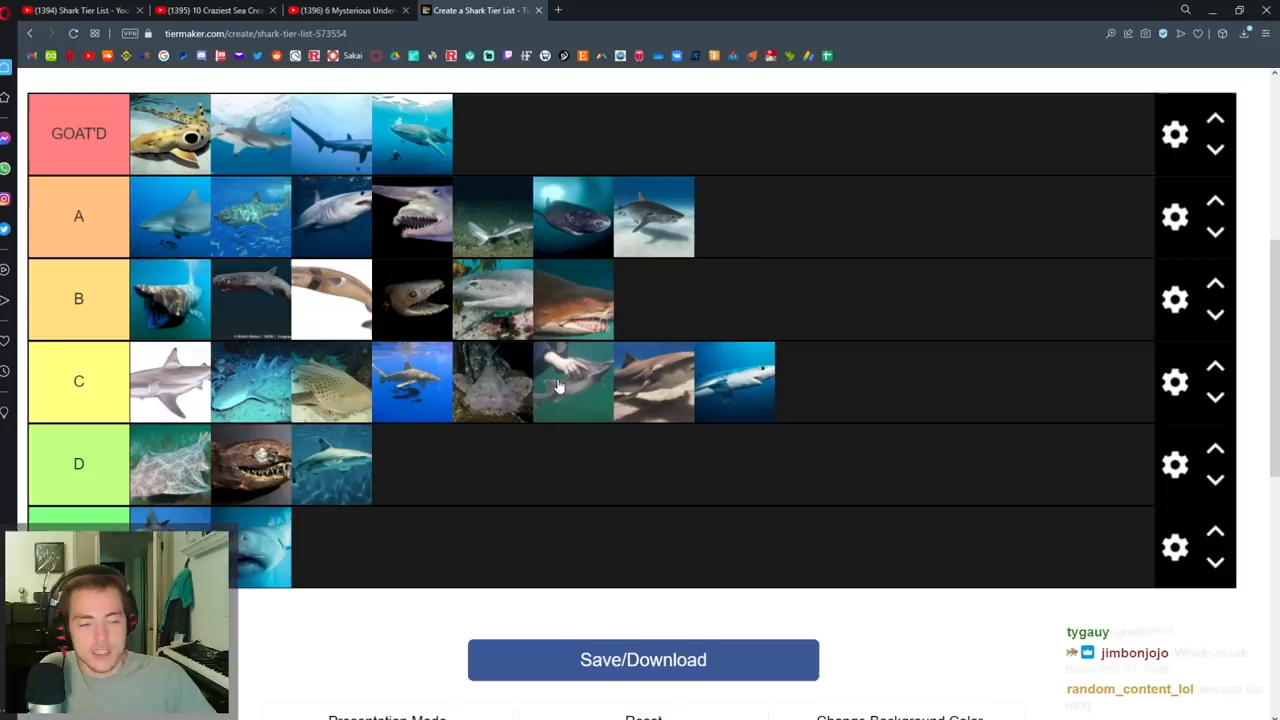 (1394) Shark Tier List - You
(1395) 10 Craziest Sea Crea
(1396) 6 Mysterious Under
Create a Shark Tier List - Ti
VPN
tiermaker.com/create/shark-tier-list-573554
Sakai
GOAT'D
A
B
C
D
Save/Download
tygauy
jimbonjojo
random_content_lol
Presentation Mode
Reset
Change Background Color